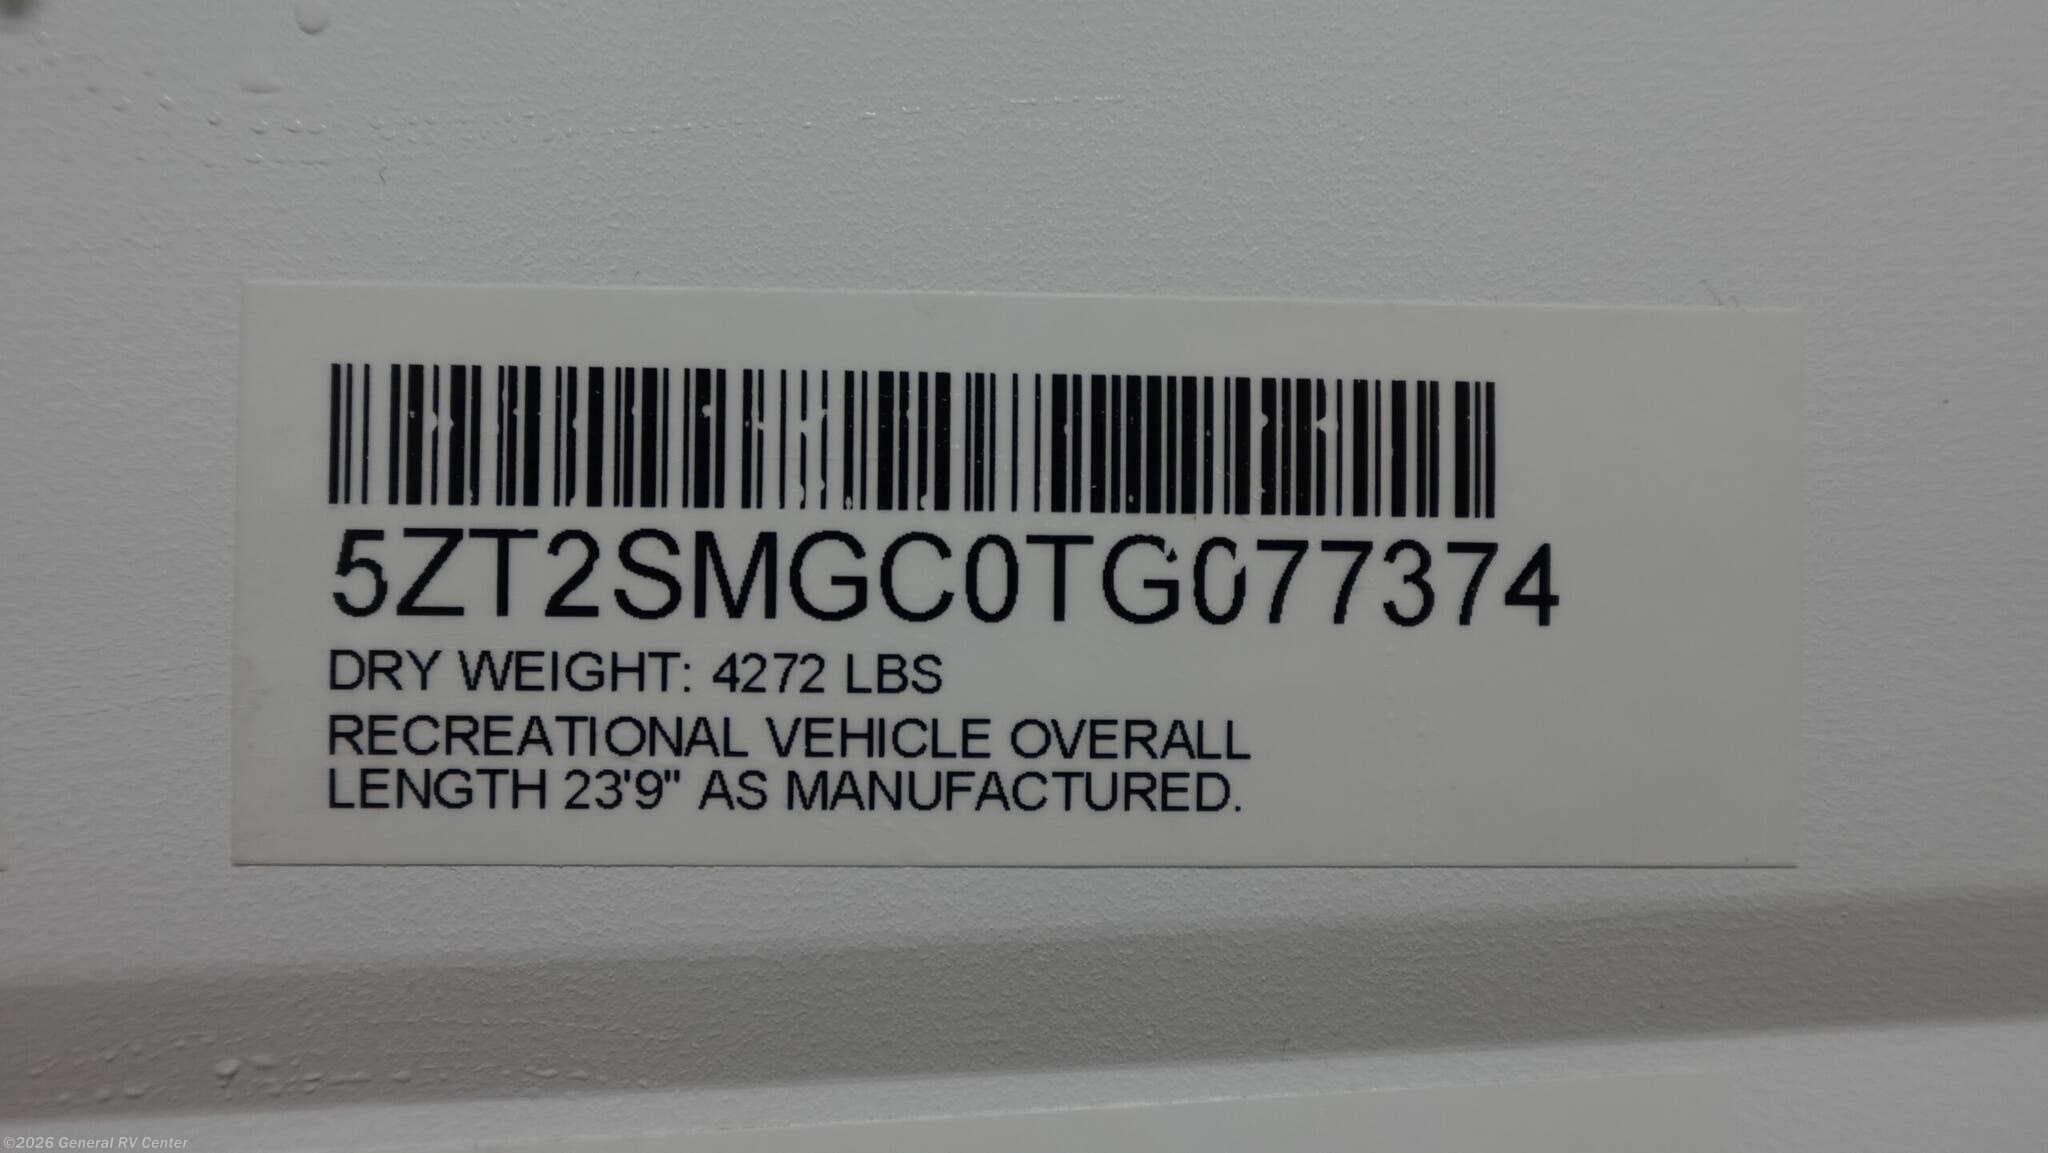 5ZT2SMGC0TG077374
DRY WEIGHT: 4272 LBS
RECREATIONAL VEHICLE OVERALL
LENGTH 23'9" AS MANUFACTURED.
©2026 General RV Center